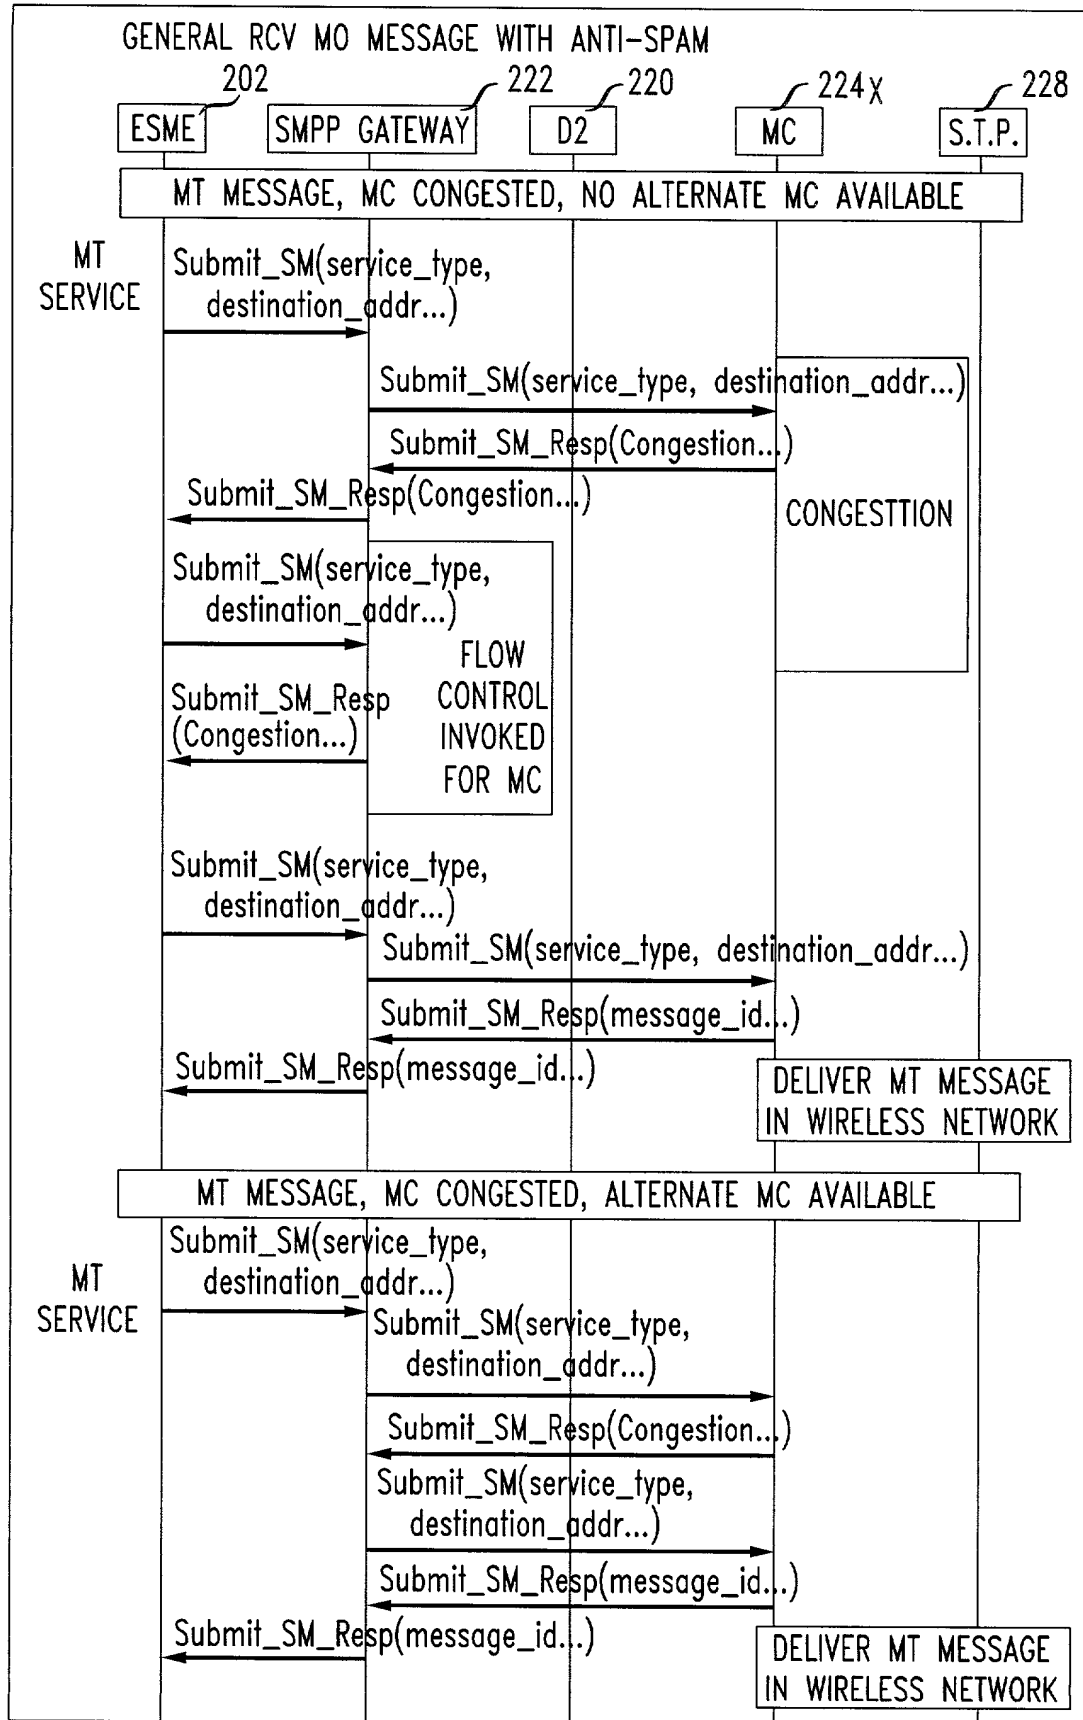 GENERAL RCV MO MESSAGE WITH ANTI-SPAM
202
222
220
224X
228
ESME
SMPP GATEWAY
D2
MC
S.T.P.
MT MESSAGE, MC CONGESTED, NO ALTERNATE MC AVAILABLE
MT
SERVICE
Submit_SM(service_type,
destination_addr...)
Submit_SM(service_type, destination_addr...)
Submit_SM_Resp(Congestion...)
Submit_SM_Resp(Congestion...)
CONGESTTION
Submit_SM(service_type,
destination_addr...)
FLOW
CONTROL
INVOKED
FOR MC
Submit_SM_Resp
(Congestion...)
Submit_SM(service_type,
destination_addr...)
Submit_SM(service_type, destination_addr...)
Submit_SM_Resp(message_id...)
Submit_SM_Resp(message_id...)
DELIVER MT MESSAGE
IN WIRELESS NETWORK
MT MESSAGE, MC CONGESTED, ALTERNATE MC AVAILABLE
MT
SERVICE
Submit_SM(service_type,
destination_addr...)
Submit_SM(service_type,
destination_addr...)
Submit_SM_Resp(Congestion...)
Submit_SM(service_type,
destination_addr...)
Submit_SM_Resp(message_id...)
Submit_SM_Resp(message_id...)
DELIVER MT MESSAGE
IN WIRELESS NETWORK